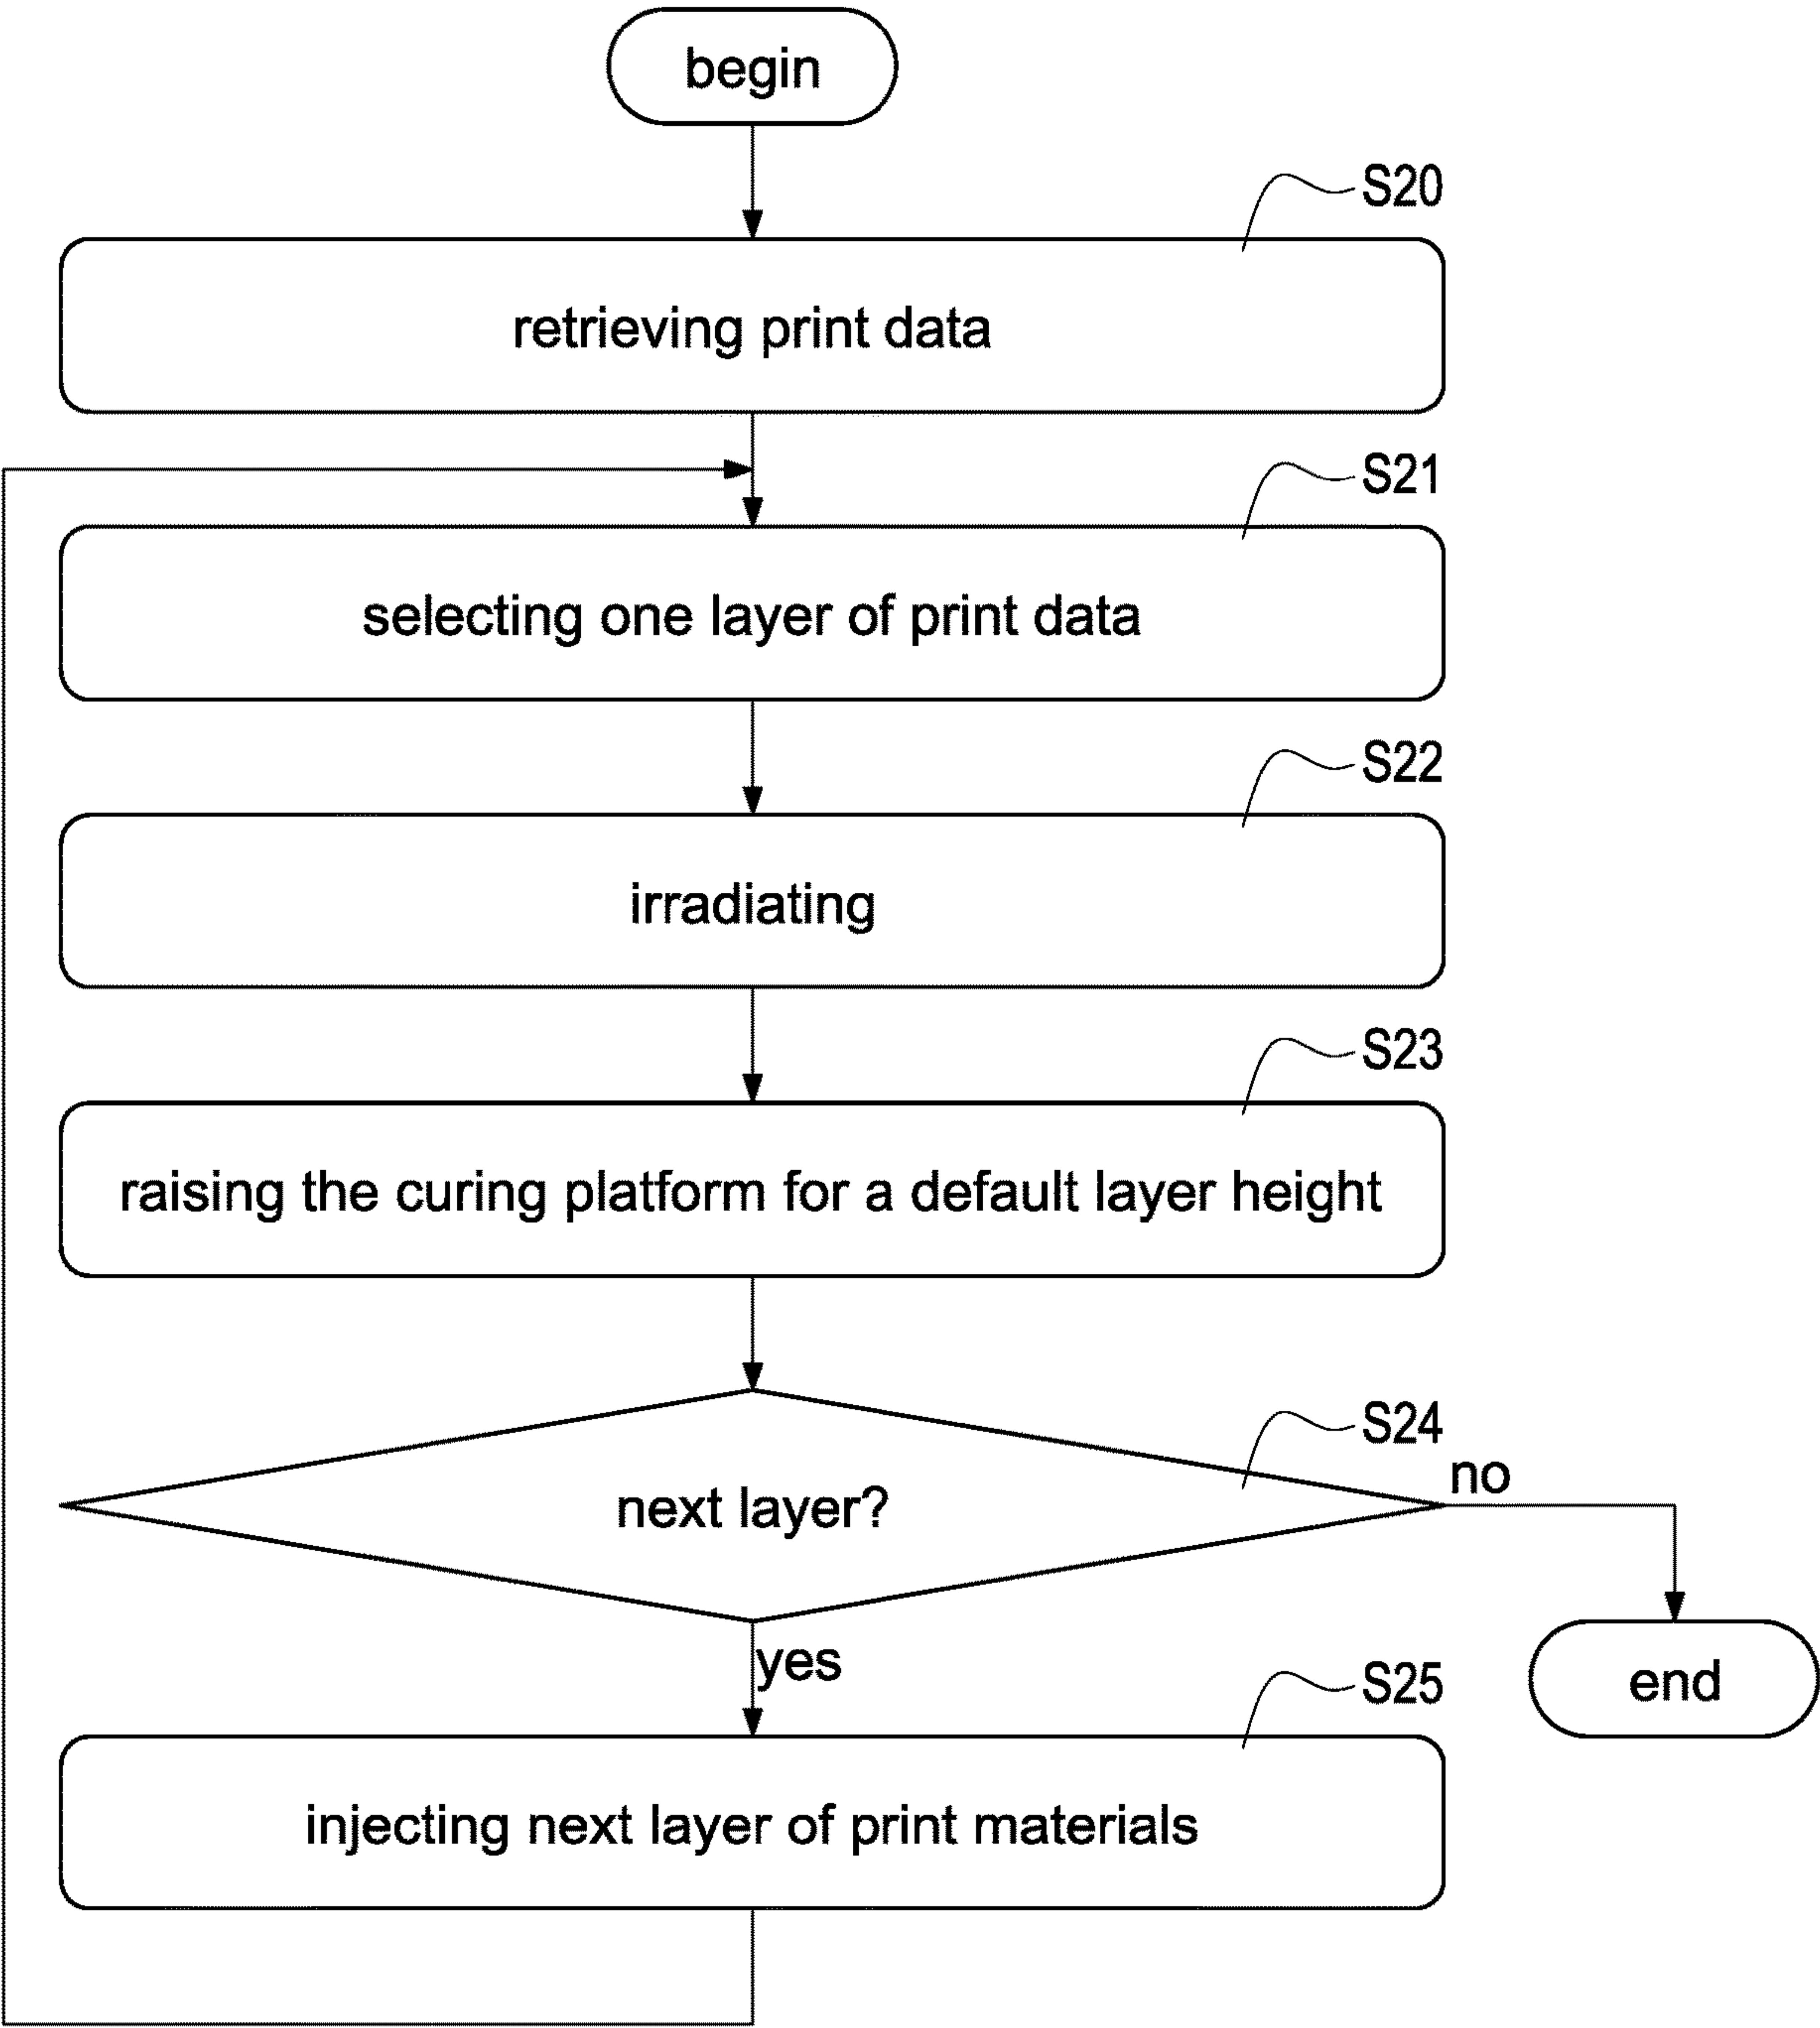 begin
S20
retrieving print data
S21
selecting one layer of print data
S22
irradiating
S23
raising the curing platform for a default layer height
S24
no
next layer?
yes
S25
end
injecting next layer of print materials